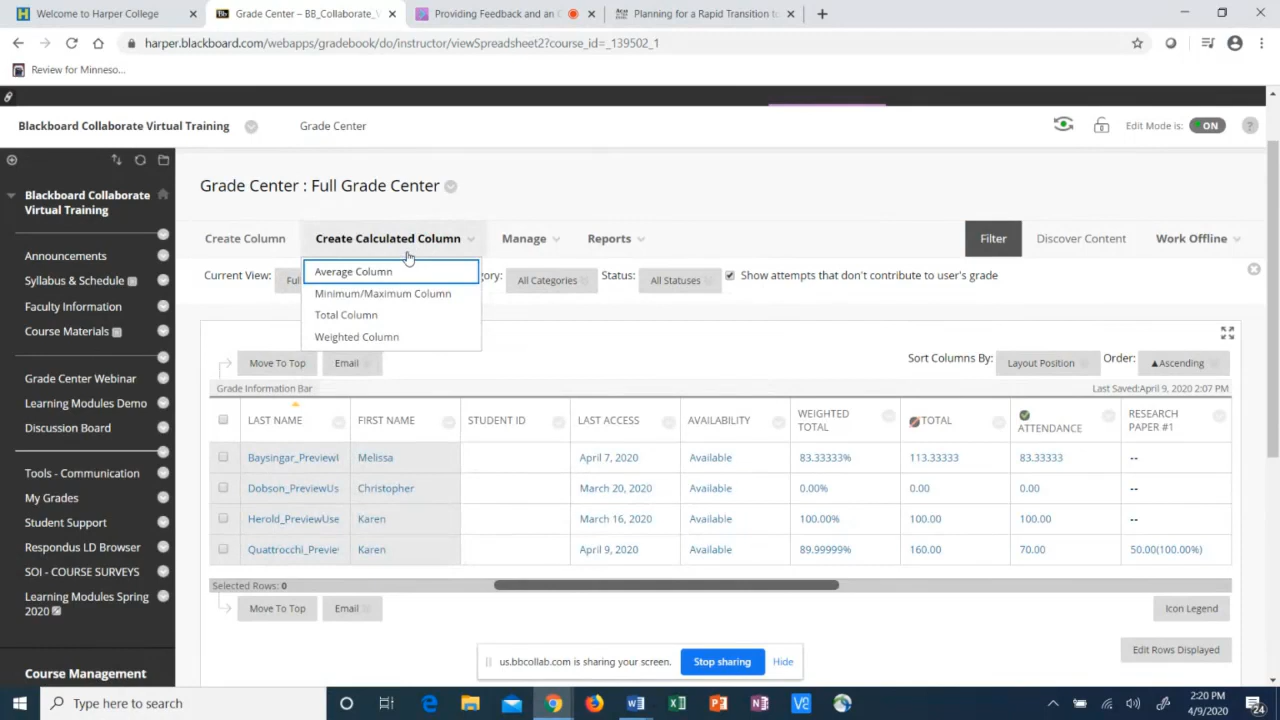 Welcome to Harper College
Grade Center – BB_Collaborate_
Providing Feedback and an
Planning for a Rapid Transition to
harper.blackboard.com/webapps/gradebook/do/instructor/viewSpreadsheet2?course_id=_139502_1
Review for Minneso...
Blackboard Collaborate Virtual Training
Grade Center
Edit Mode is: ON ?
Blackboard Collaborate
Virtual Training
Announcements
Syllabus & Schedule
Faculty Information
Course Materials
Grade Center Webinar
Learning Modules Demo
Discussion Board
Tools - Communication
My Grades
Student Support
Respondus LD Browser
SOI - COURSE SURVEYS
Learning Modules Spring
2020
Course Management
Grade Center : Full Grade Center
Create Column Create Calculated Column Manage Reports Filter Discover Content Work Offline
Average Column
Minimum/Maximum Column
Total Column
Weighted Column
Current View: Ful gory: All Categories Status: All Statuses Show attempts that don't contribute to user's grade
Move To Top Email Sort Columns By: Layout Position Order: ▲Ascending
Grade Information Bar Last Saved:April 9, 2020 2:07 PM
LAST NAME FIRST NAME STUDENT ID LAST ACCESS AVAILABILITY WEIGHTED TOTAL TOTAL ATTENDANCE RESEARCH PAPER #1
Baysingar_PreviewU Melissa April 7, 2020 Available 83.33333% 113.33333 83.33333 --
Dobson_PreviewUs Christopher March 20, 2020 Available 0.00% 0.00 0.00 --
Herold_PreviewUse Karen March 16, 2020 Available 100.00% 100.00 100.00 --
Quattrocchi_Previe Karen April 9, 2020 Available 89.99999% 160.00 70.00 50.00(100.00%)
Selected Rows: 0
Move To Top Email Icon Legend
Edit Rows Displayed
us.bbcollab.com is sharing your screen. Stop sharing Hide
Type here to search
2:20 PM
4/9/2020
24